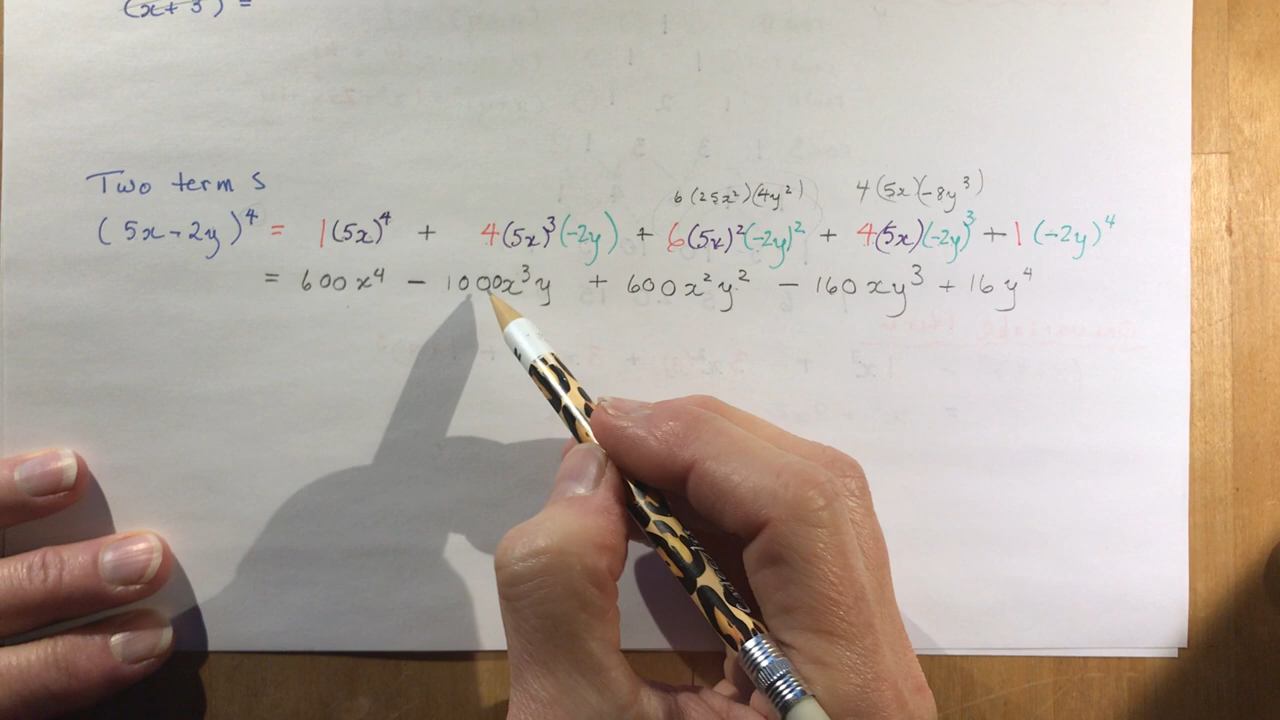 (x+3) =
Two terms
6(25x²)(4y²) 4(5x)(-8y³)
(5x-2y)⁴ = 1(5x)⁴ + 4(5x)³(-2y) + 6(5x)²(-2y)² + 4(5x)(-2y)³ + 1(-2y)⁴
= 600x⁴ - 1000x³y + 600x²y² - 160xy³ + 16y⁴